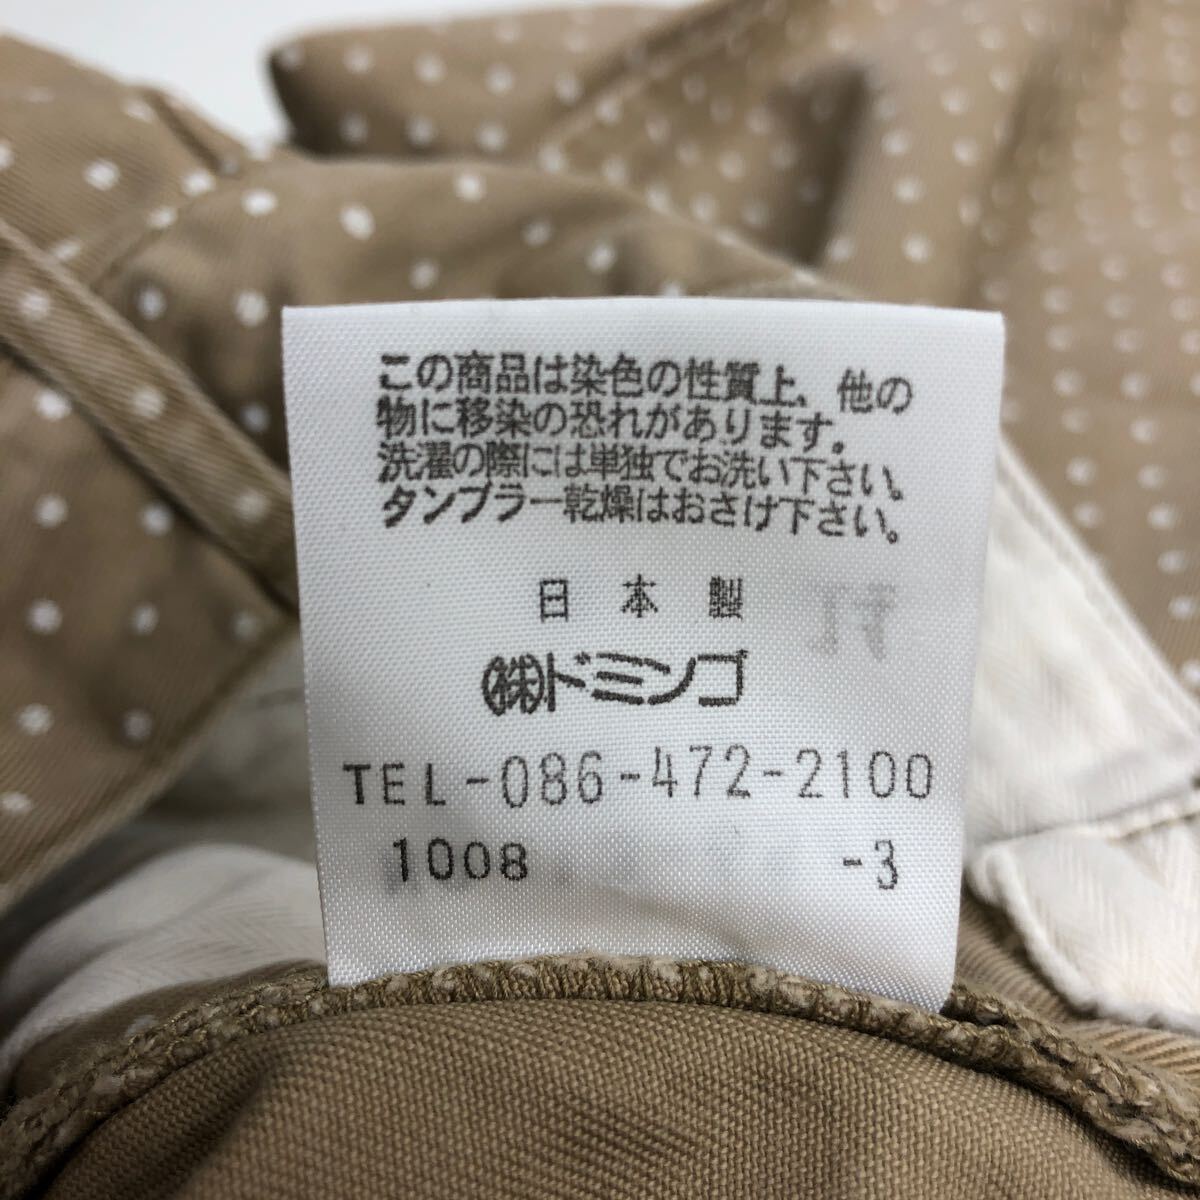 この商品は染色の性質上、他の
物に移染の恐れがあります。
洗濯の際には単独でお洗い下さい。
タンブラー乾燥はおさけ下さい。
日本製
㈱ドミンゴ
TEL-086-472-2100
1008 -3